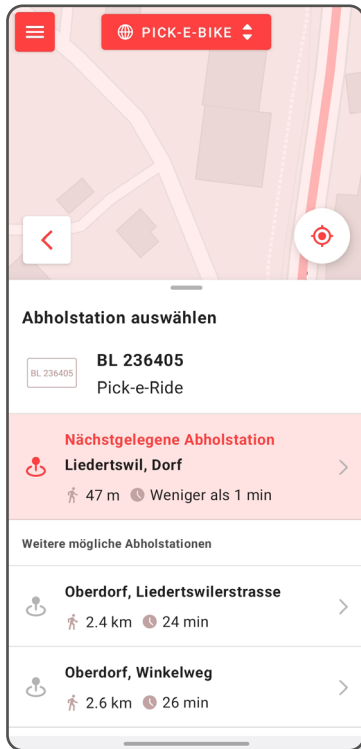 PICK-E-BIKE
Abholstation auswählen
BL 236405
BL 236405
Pick-e-Ride
Nächstgelegene Abholstation
Liedertswil, Dorf
47 m Weniger als 1 min
Weitere mögliche Abholstationen
Oberdorf, Liedertswilerstrasse
2.4 km 24 min
Oberdorf, Winkelweg
2.6 km 26 min